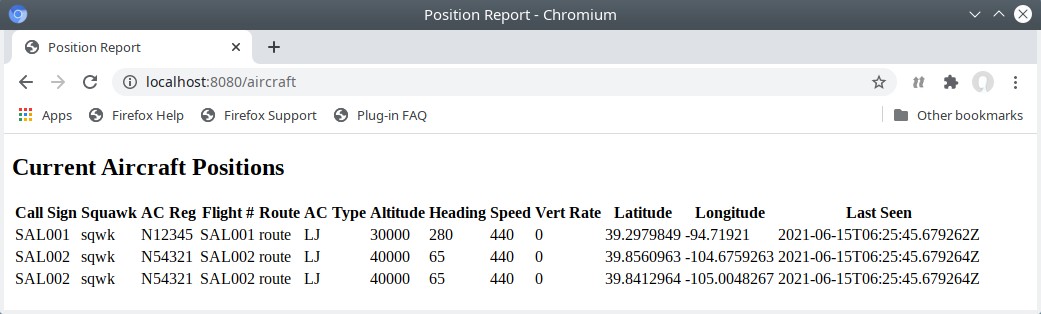 Position Report - Chromium
Position Report
localhost:8080/aircraft
Apps Firefox Help Firefox Support Plug-in FAQ Other bookmarks
Current Aircraft Positions
Call Sign Squawk AC Reg Flight # Route AC Type Altitude Heading Speed Vert Rate Latitude Longitude Last Seen
SAL001 sqwk N12345 SAL001 route LJ 30000 280 440 0 39.2979849 -94.71921 2021-06-15T06:25:45.679262Z
SAL002 sqwk N54321 SAL002 route LJ 40000 65 440 0 39.8560963 -104.6759263 2021-06-15T06:25:45.679264Z
SAL002 sqwk N54321 SAL002 route LJ 40000 65 440 0 39.8412964 -105.0048267 2021-06-15T06:25:45.679264Z